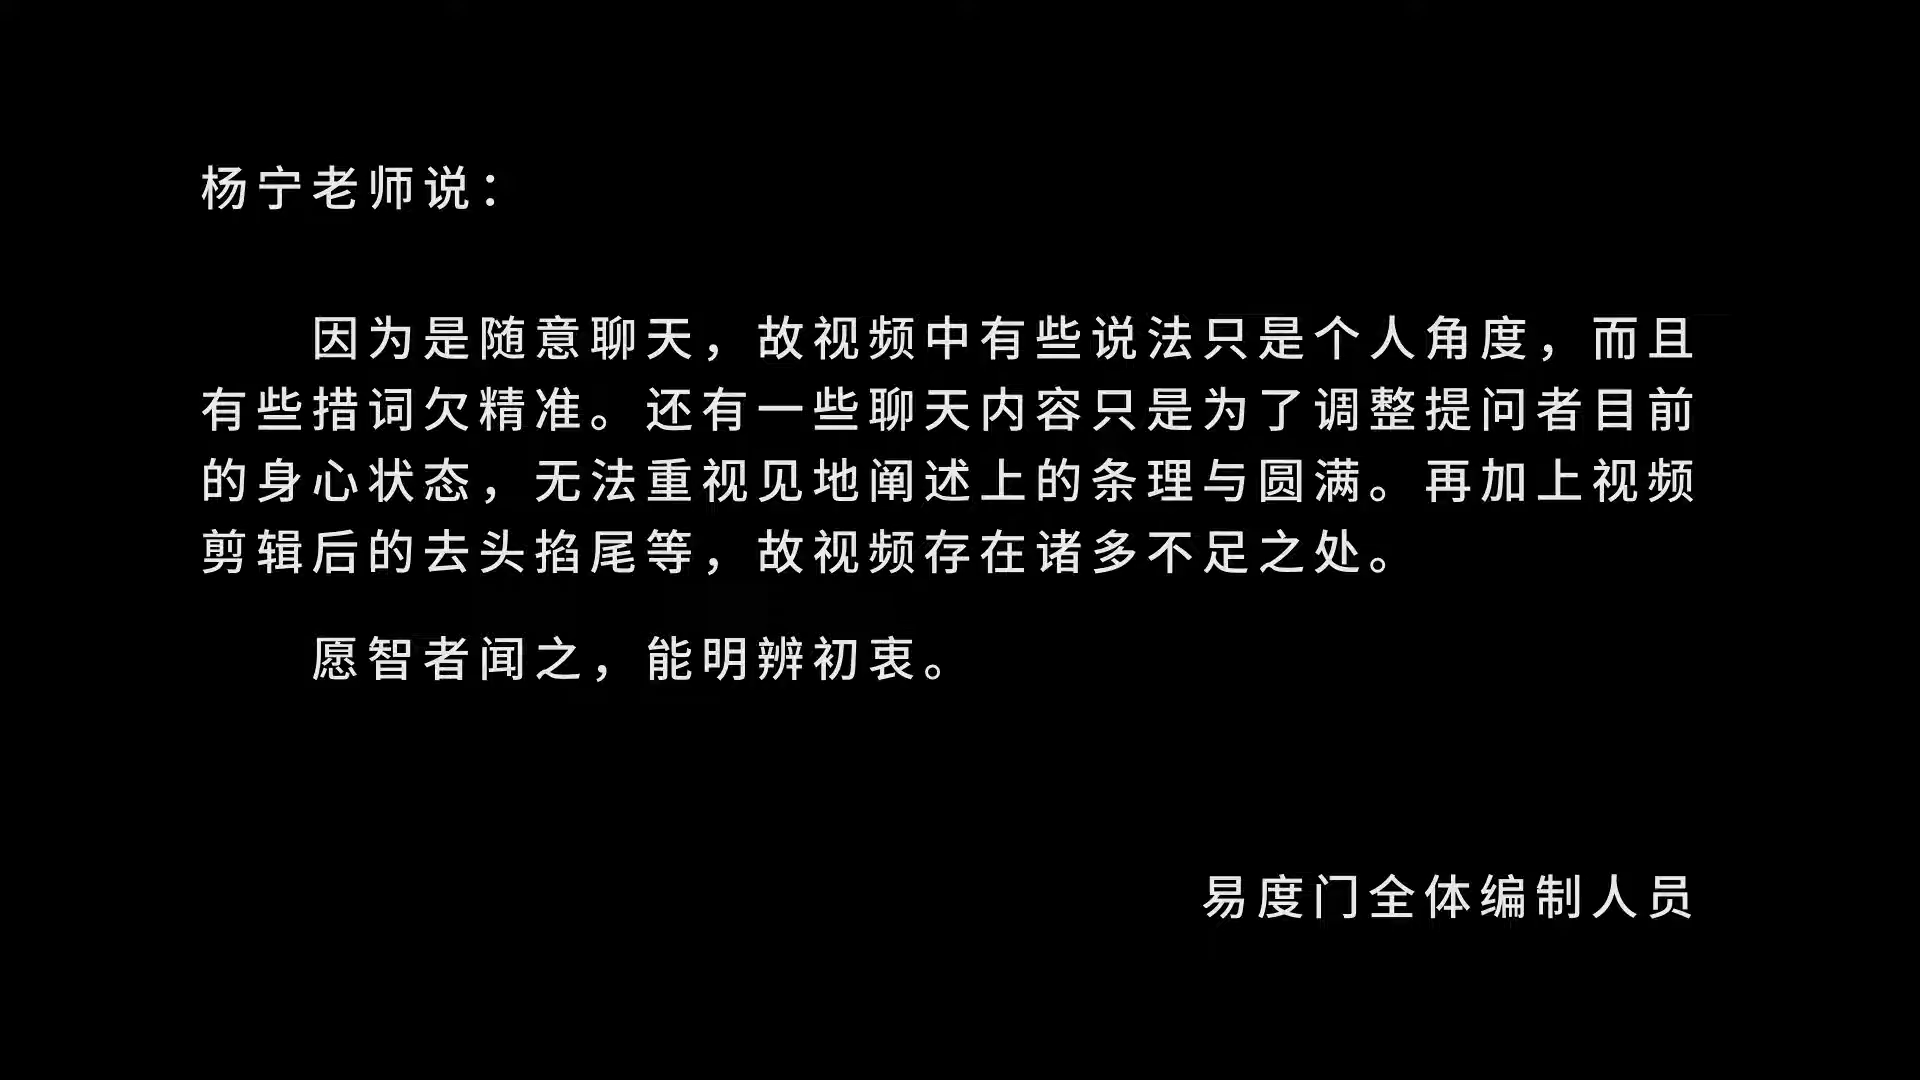 杨宁老师说：
因为是随意聊天，故视频中有些说法只是个人角度，而且
有些措词欠精准。还有一些聊天内容只是为了调整提问者目前
的身心状态，无法重视见地阐述上的条理与圆满。再加上视频
剪辑后的去头掐尾等，故视频存在诸多不足之处。
愿智者闻之，能明辨初衷。
易度门全体编制人员